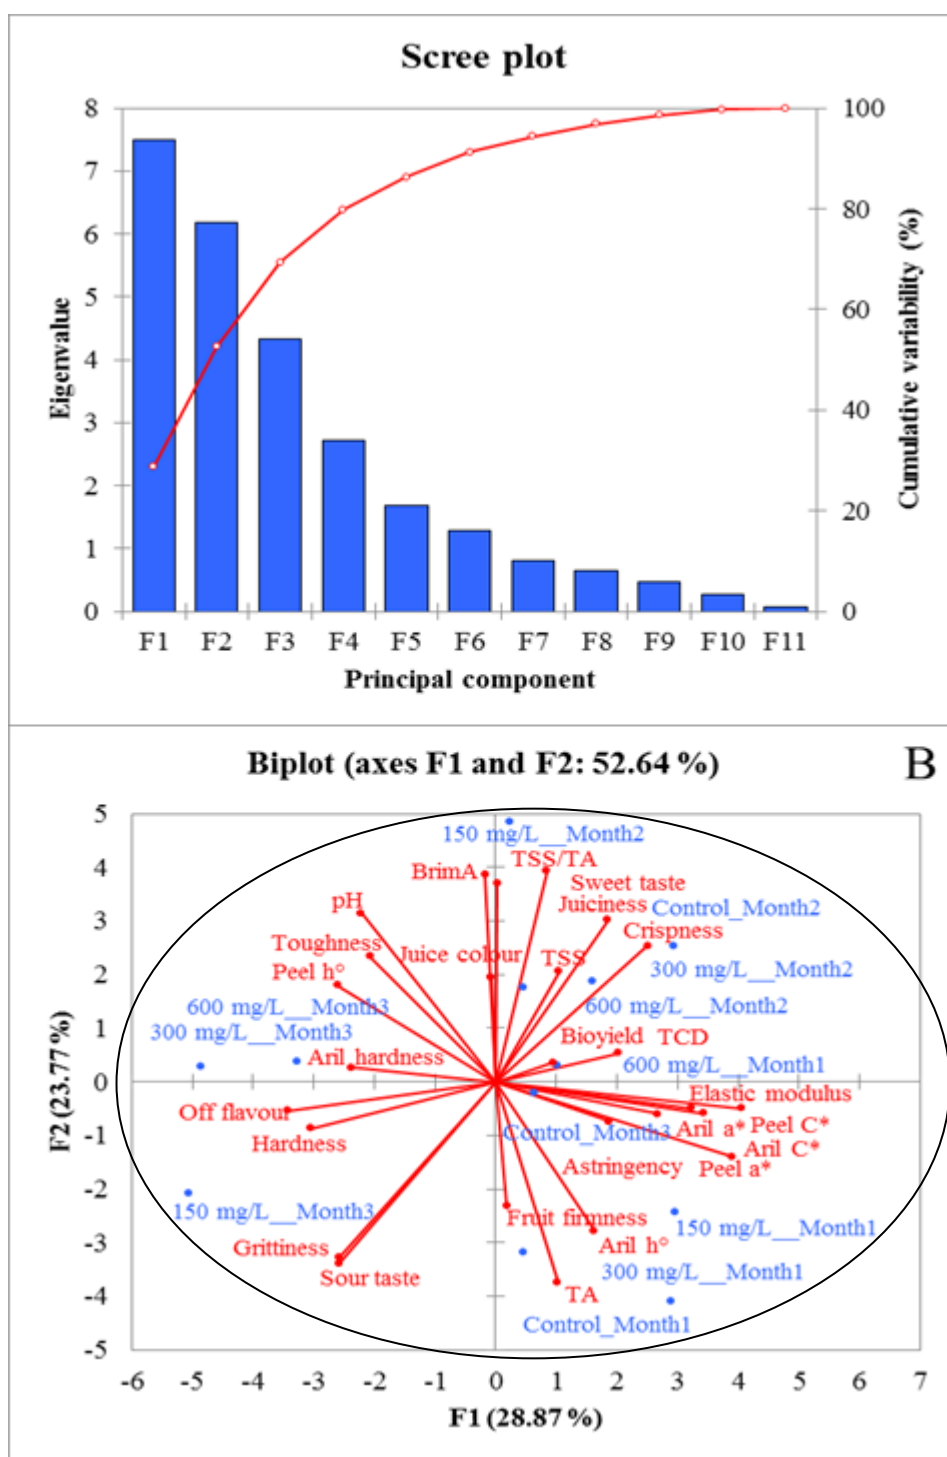 Scree plot
8
7
6
5
4
3
2
1
0
Eigenvalue
100
80
60
40
20
0
Cumulative variability (%)
F1 F2 F3 F4 F5 F6 F7 F8 F9 F10 F11
Principal component
Biplot (axes F1 and F2: 52.64 %)
B
5
4
3
2
1
0
-1
-2
-3
-4
-5
F2 (23.77 %)
150 mg/L__Month2
TSS/TA
BrimA
Sweet taste
pH
Juiciness
Control_Month2
Crispness
Toughness
Juice colour
TSS
Peel h°
300 mg/L__Month2
600 mg/L__Month3
600 mg/L__Month2
300 mg/L__Month3
Bioyield
TCD
Aril hardness
600 mg/L__Month1
Elastic modulus
Off flavour
Aril a*
Peel C*
Hardness
Control_Month3
Aril C*
Astringency
Peel a*
150 mg/L__Month3
Fruit firmness
150 mg/L__Month1
Grittiness
Aril h°
Sour taste
300 mg/L__Month1
TA
Control_Month1
-6 -5 -4 -3 -2 -1 0 1 2 3 4 5 6 7
F1 (28.87 %)